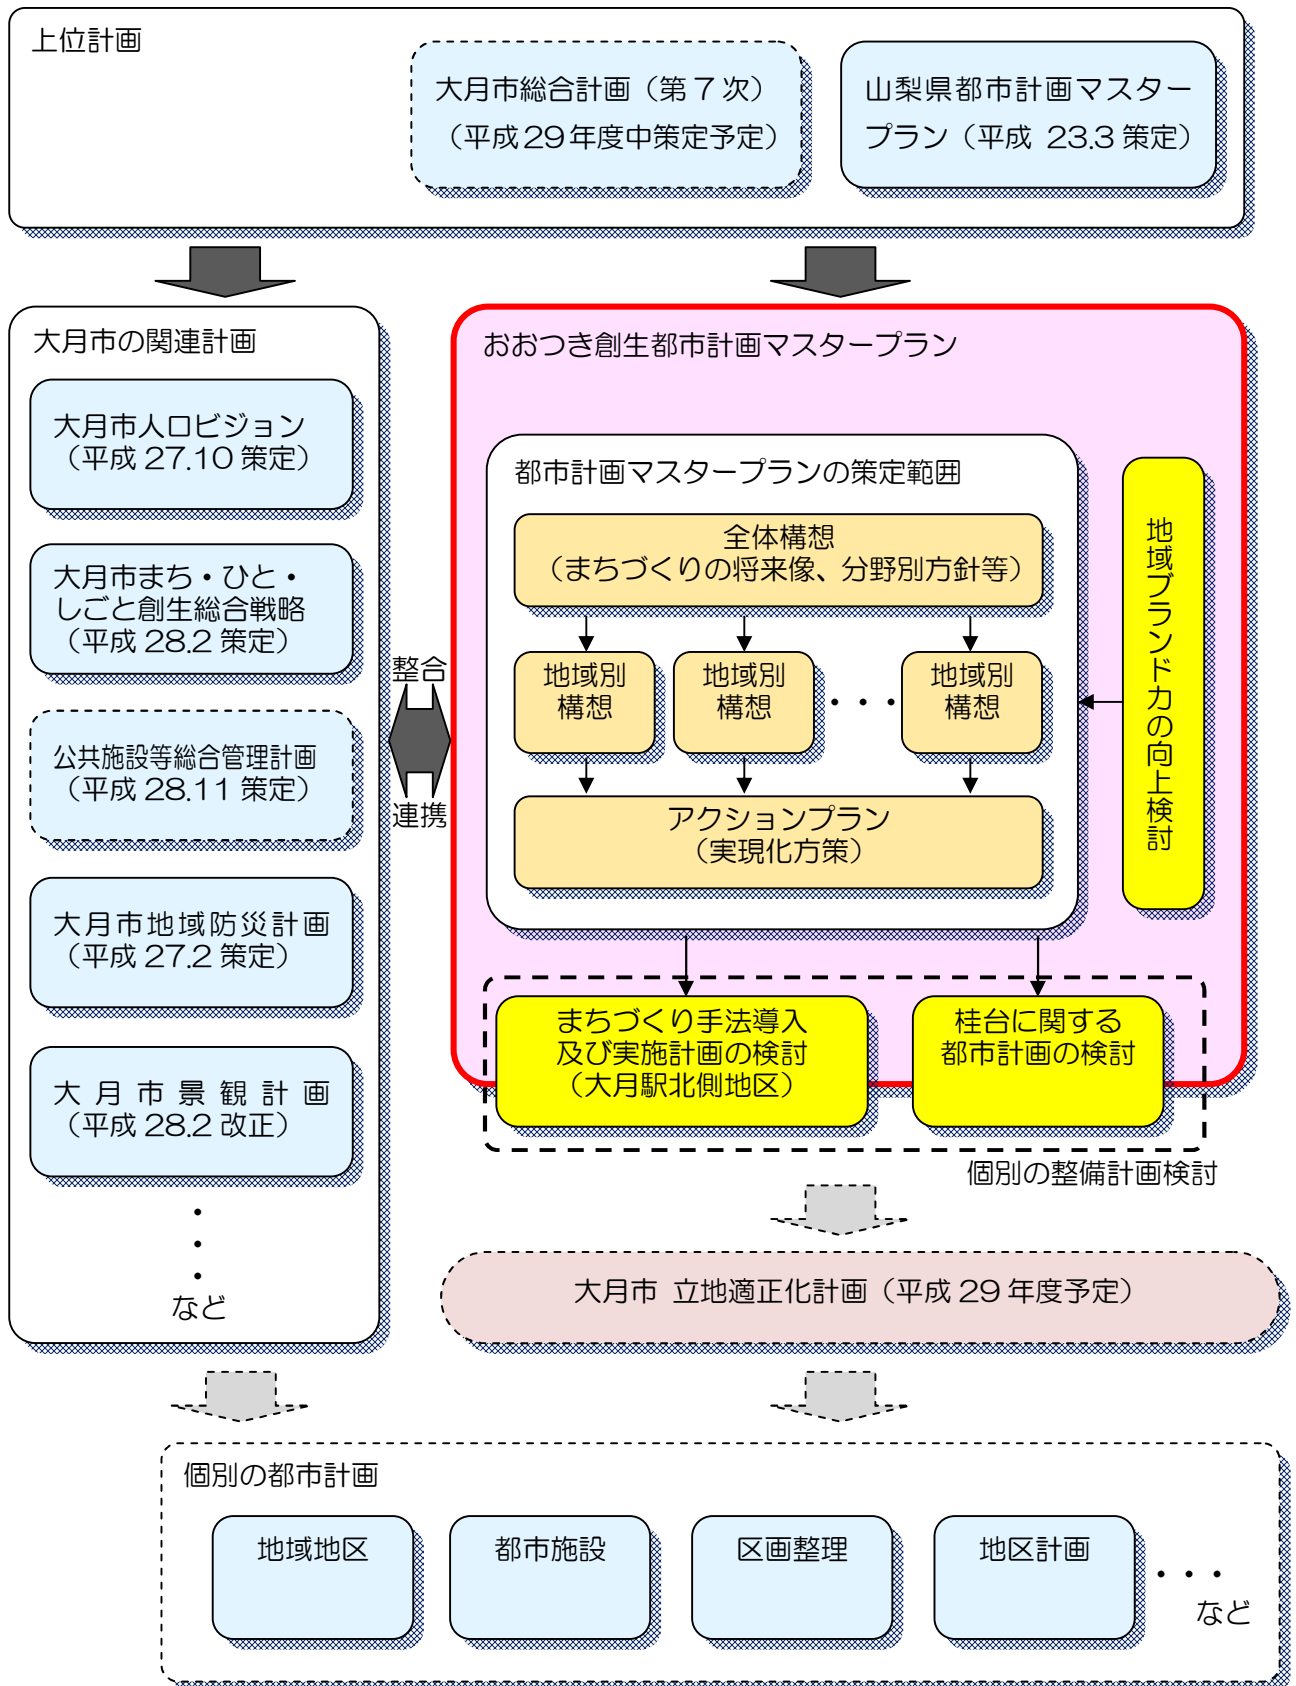 上位計画
大月市総合計画（第７次）
（平成29年度中策定予定）
山梨県都市計画マスター
プラン（平成 23.3 策定）
大月市の関連計画
大月市人口ビジョン
（平成 27.10 策定）
大月市まち・ひと・
しごと創生総合戦略
（平成 28.2 策定）
公共施設等総合管理計画
（平成 28.11 策定）
大月市地域防災計画
（平成 27.2 策定）
大月市景観計画
（平成 28.2 改正）
・
・
・
など
整合
連携
おおつき創生都市計画マスタープラン
都市計画マスタープランの策定範囲
全体構想
（まちづくりの将来像、分野別方針等）
地域別
構想
地域別
構想
・・・
地域別
構想
アクションプラン
（実現化方策）
地域ブランド力の向上検討
まちづくり手法導入
及び実施計画の検討
（大月駅北側地区）
桂台に関する
都市計画の検討
個別の整備計画検討
大月市 立地適正化計画（平成 29 年度予定）
個別の都市計画
地域地区
都市施設
区画整理
地区計画
・・・
など